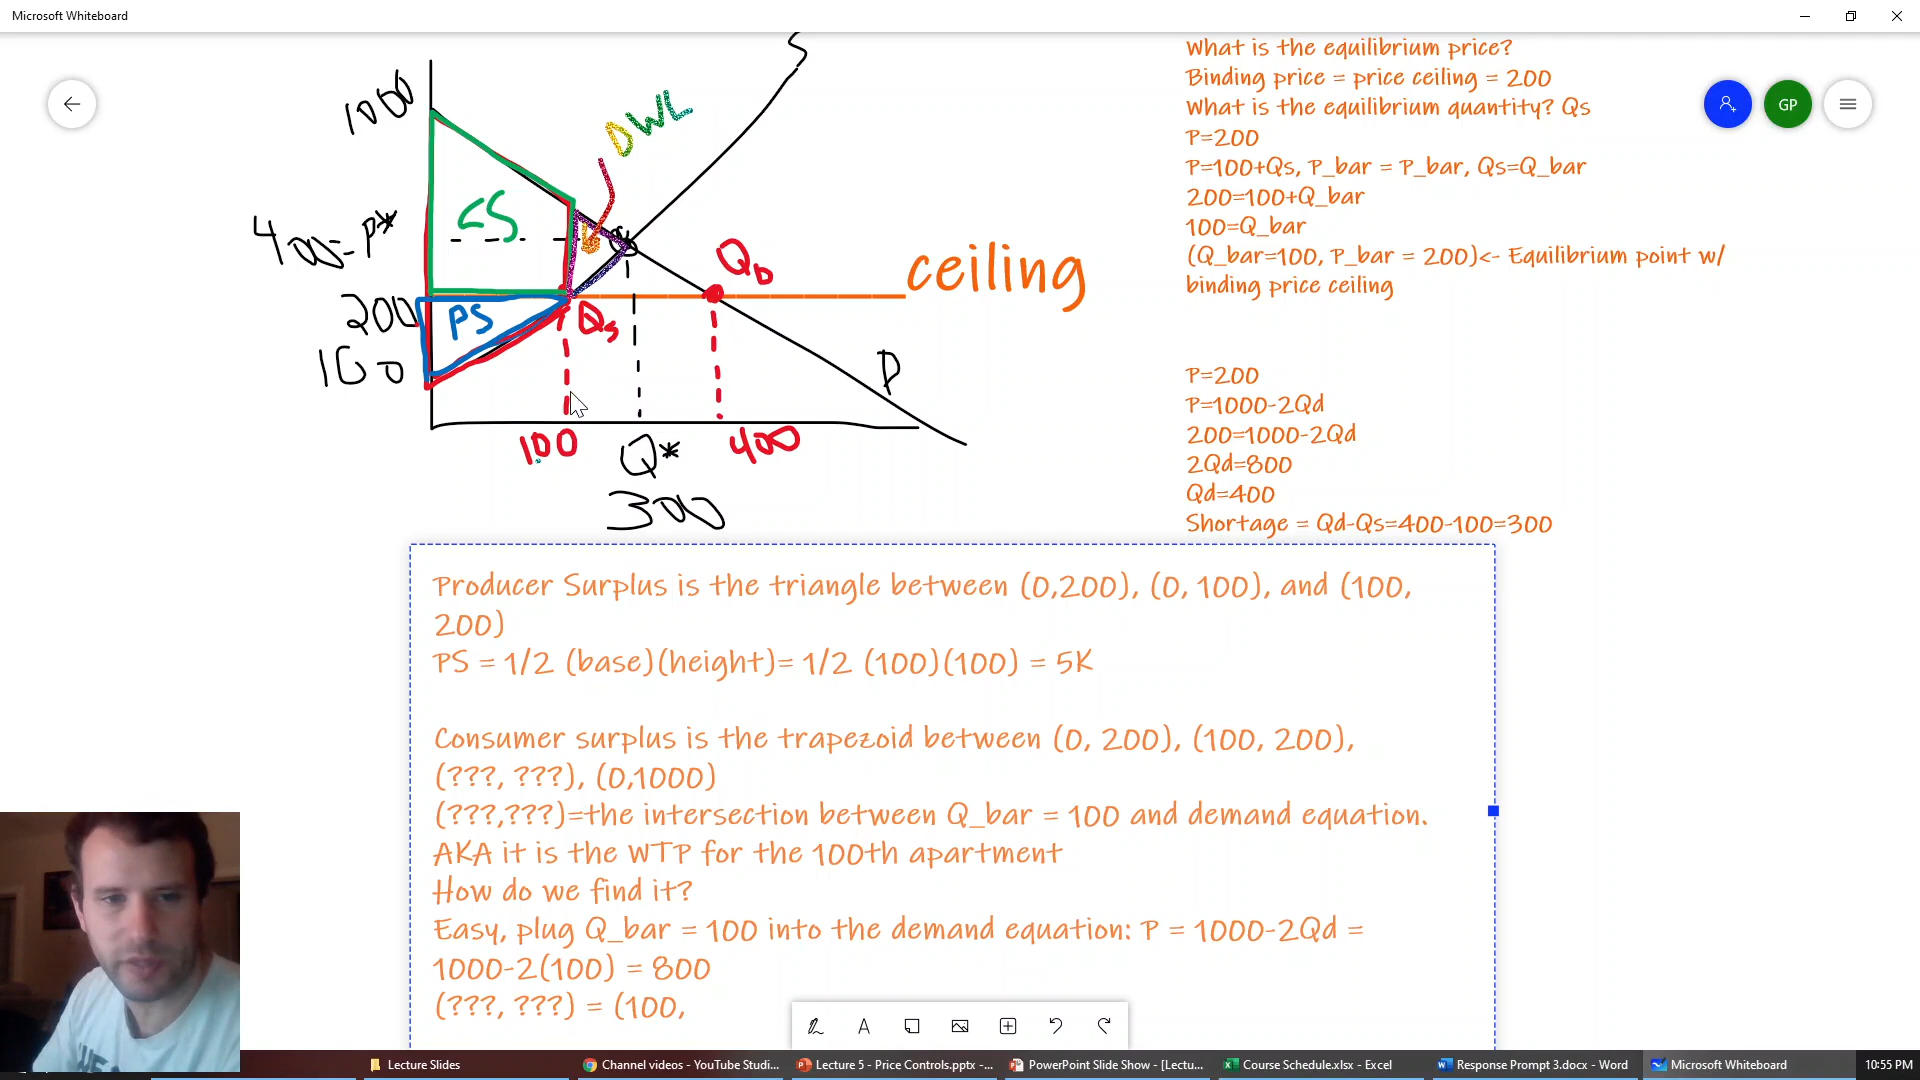 Microsoft Whiteboard
S
1000
DWL
CS
400=P*
ceiling
QD
200
PS
Qs
100
D
100
Q*
400
300
What is the equilibrium price?
Binding price = price ceiling = 200
What is the equilibrium quantity? Qs
P=200
P=100+Qs, P_bar = P_bar, Qs=Q_bar
200=100+Q_bar
100=Q_bar
(Q_bar=100, P_bar = 200)<- Equilibrium point w/
binding price ceiling
P=200
P=1000-2Qd
200=1000-2Qd
2Qd=800
Qd=400
Shortage = Qd-Qs=400-100=300
GP
Producer Surplus is the triangle between (0,200), (0, 100), and (100,
200)
PS = 1/2 (base)(height)= 1/2 (100)(100) = 5K
Consumer surplus is the trapezoid between (0, 200), (100, 200),
(???, ???), (0,1000)
(???,???)=the intersection between Q_bar = 100 and demand equation.
AKA it is the WTP for the 100th apartment
How do we find it?
Easy, plug Q_bar = 100 into the demand equation: P = 1000-2Qd =
1000-2(100) = 800
(???, ???) = (100,
Lecture Slides
Channel videos - YouTube Studi...
Lecture 5 - Price Controls.pptx -...
PowerPoint Slide Show - [Lectu...
Course Schedule.xlsx - Excel
Response Prompt 3.docx - Word
Microsoft Whiteboard
10:55 PM